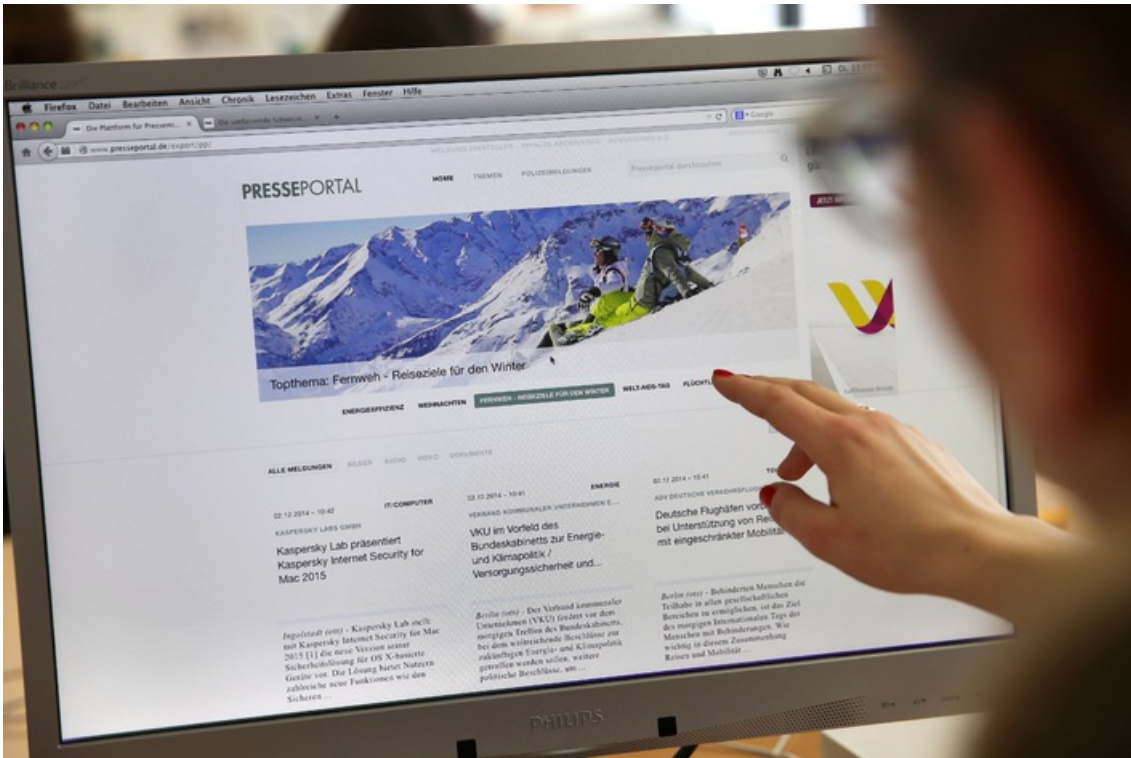 Brilliance
Firefox Datei Bearbeiten Ansicht Chronik Lesezeichen Extras Fenster Hilfe
Die Plattform für Pressemi...
Die umfassende Schweize...
www.presseportal.de/export/pp/
Google
PRESSEPORTAL
HOME THEMEN POLIZEIMELDUNGEN
Presseportal durchsuchen
Topthema: Fernweh - Reiseziele für den Winter
ENERGIEEFFIZIENZ WEIHNACHTEN FERNWEH - REISEZIELE FÜR DEN WINTER WELT-AIDS-TAG FLÜCHTL
Lufthansa Group
ALLE MELDUNGEN BILDER AUDIO VIDEO DOKUMENTE
02.12.2014 – 10:42 IT/COMPUTER
KASPERSKY LABS GMBH
Kaspersky Lab präsentiert
Kaspersky Internet Security for
Mac 2015
Ingolstadt (ots) - Kaspersky Lab stellt
mit Kaspersky Internet Security for Mac
2015 [1] die neue Version seiner
Sicherheitslösung für OS X-basierte
Geräte vor. Die Lösung bietet Nutzern
zahlreiche neue Funktionen wie den
Sicheren ...
02.12.2014 – 10:41 ENERGIE
VERBAND KOMMUNALER UNTERNEHMEN E...
VKU im Vorfeld des
Bundeskabinetts zur Energie-
und Klimapolitik /
Versorgungssicherheit und...
Berlin (ots) - Der Verband kommunaler
Unternehmen (VKU) fordert vor dem
morgigen Treffen des Bundeskabinetts,
bei dem weitreichende Beschlüsse zur
zukünftigen Energie- und Klimapolitik
getroffen werden sollen, weitere
politische Beschlüsse, um ...
02.12.2014 – 10:41 TOU
ADV DEUTSCHE VERKEHRSFLUG
Deutsche Flughäfen vorb
bei Unterstützung von Rei
mit eingeschränkter Mobilität
Berlin (ots) - Behinderten Menschen die
Teilhabe in allen gesellschaftlichen
Bereichen zu ermöglichen, ist das Ziel
des morgigen Internationalen Tags der
Menschen mit Behinderungen. Wie
wichtig in diesem Zusammenhang
Reisen und Mobilität ...
PHILIPS